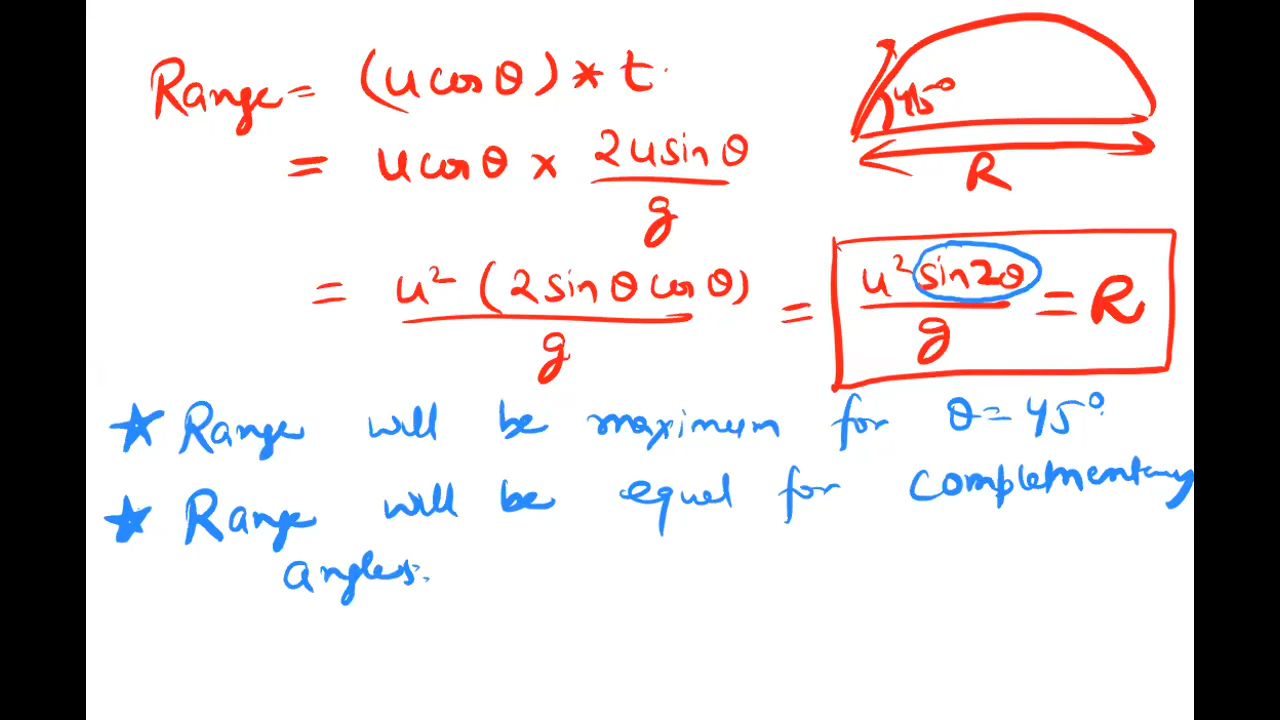 Range = (u cos θ) * t
= u cos θ × 2u sin θ / g
= u² (2 sin θ cos θ) / g = u² sin 2θ / g = R
45°
R
★ Range will be maximum for θ = 45°
★ Range will be equal for complementary
angles.